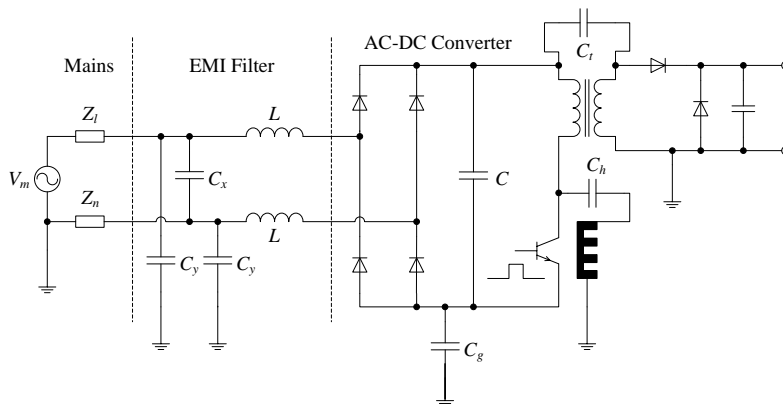 AC-DC Converter
C_t
Mains
EMI Filter
Z_l
L
V_m
C_x
C
C_h
Z_n
L
C_y
C_y
C_g